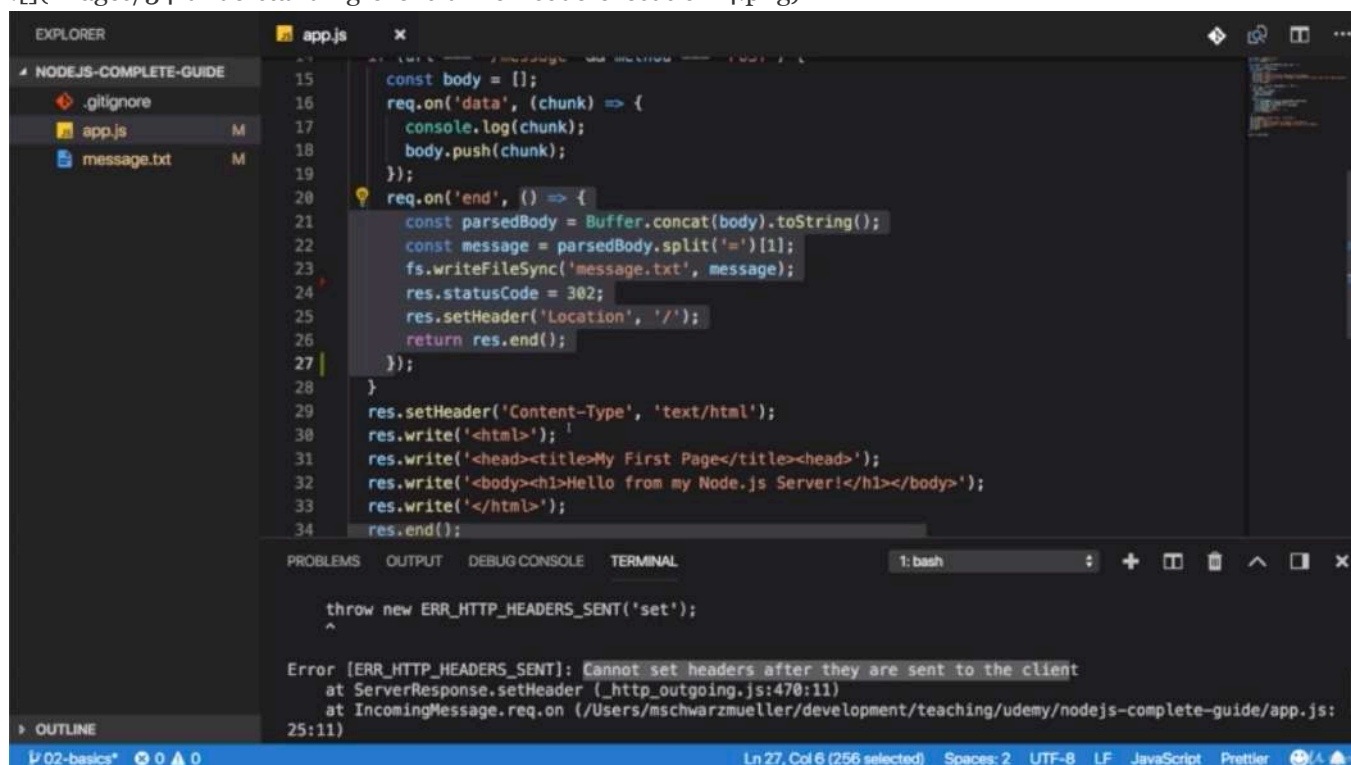 EXPLORER
NODEJS-COMPLETE-GUIDE
.gitignore
app.js M
message.txt M
OUTLINE
app.js
15 const body = [];
16 req.on('data', (chunk) => {
17 console.log(chunk);
18 body.push(chunk);
19 });
20 req.on('end', () => {
21 const parsedBody = Buffer.concat(body).toString();
22 const message = parsedBody.split('=')[1];
23 fs.writeFileSync('message.txt', message);
24 res.statusCode = 302;
25 res.setHeader('Location', '/');
26 return res.end();
27 });
28 }
29 res.setHeader('Content-Type', 'text/html');
30 res.write('<html>');
31 res.write('<head><title>My First Page</title><head>');
32 res.write('<body><h1>Hello from my Node.js Server!</h1></body>');
33 res.write('</html>');
34 res.end();
PROBLEMS OUTPUT DEBUG CONSOLE TERMINAL 1: bash
throw new ERR_HTTP_HEADERS_SENT('set');
^
Error [ERR_HTTP_HEADERS_SENT]: Cannot set headers after they are sent to the client
at ServerResponse.setHeader (_http_outgoing.js:470:11)
at IncomingMessage.req.on (/Users/mschwarzmueller/development/teaching/udemy/nodejs-complete-guide/app.js:
25:11)
02-basics* 0 0 Ln 27, Col 6 (256 selected) Spaces: 2 UTF-8 LF JavaScript Prettier